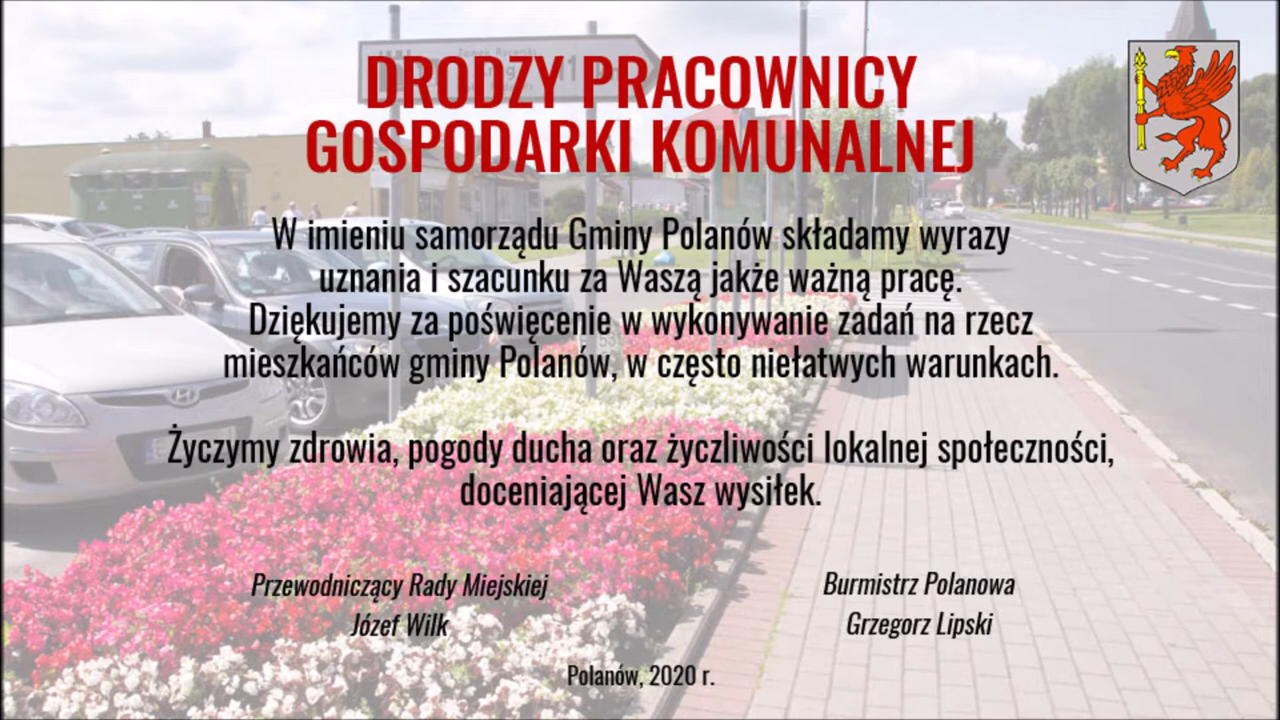 DRODZY PRACOWNICY
GOSPODARKI KOMUNALNEJ
W imieniu samorządu Gminy Polanów składamy wyrazy
uznania i szacunku za Waszą jakże ważną pracę.
Dziękujemy za poświęcenie w wykonywanie zadań na rzecz
mieszkańców gminy Polanów, w często niełatwych warunkach.
Życzymy zdrowia, pogody ducha oraz życzliwości lokalnej społeczności,
doceniającej Wasz wysiłek.
Przewodniczący Rady Miejskiej
Józef Wilk
Burmistrz Polanowa
Grzegorz Lipski
Polanów, 2020 r.